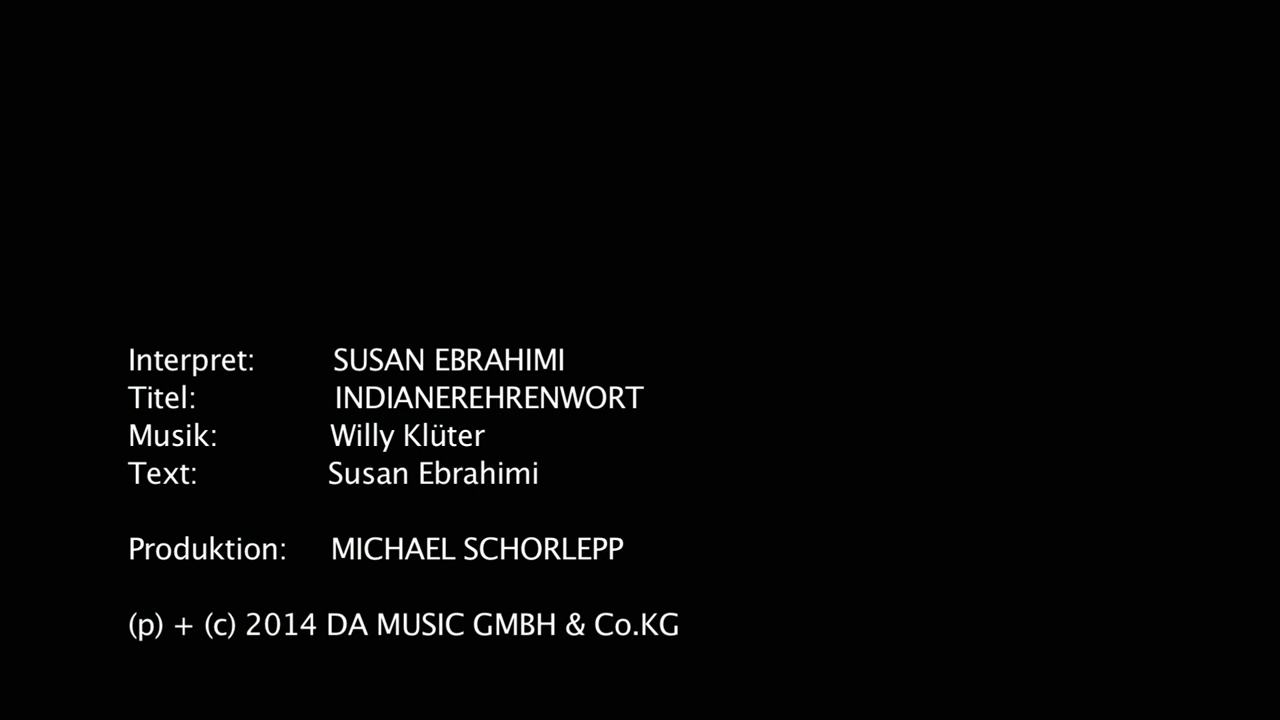 Interpret: SUSAN EBRAHIMI
Titel: INDIANEREHRENWORT
Musik: Willy Klüter
Text: Susan Ebrahimi
Produktion: MICHAEL SCHORLEPP
(p) + (c) 2014 DA MUSIC GMBH & Co.KG